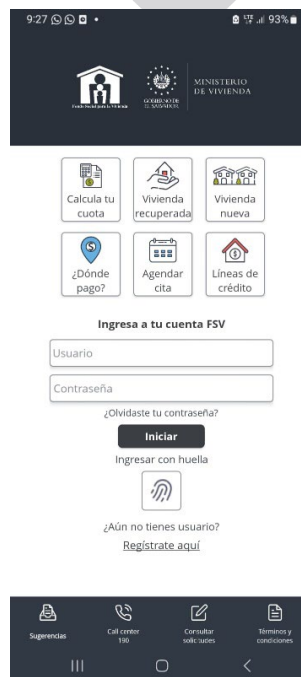 9:27
LTE
93%
Fondo Social para la Vivienda
GOBIERNO DE
EL SALVADOR
MINISTERIO
DE VIVIENDA
Calcula tu
cuota
Vivienda
recuperada
Vivienda
nueva
¿Dónde
pago?
Agendar
cita
Líneas de
crédito
Ingresa a tu cuenta FSV
Usuario
Contraseña
¿Olvidaste tu contraseña?
Iniciar
Ingresar con huella
¿Aún no tienes usuario?
Regístrate aquí
Sugerencias
Call center
190
Consultar
solicitudes
Términos y
condiciones